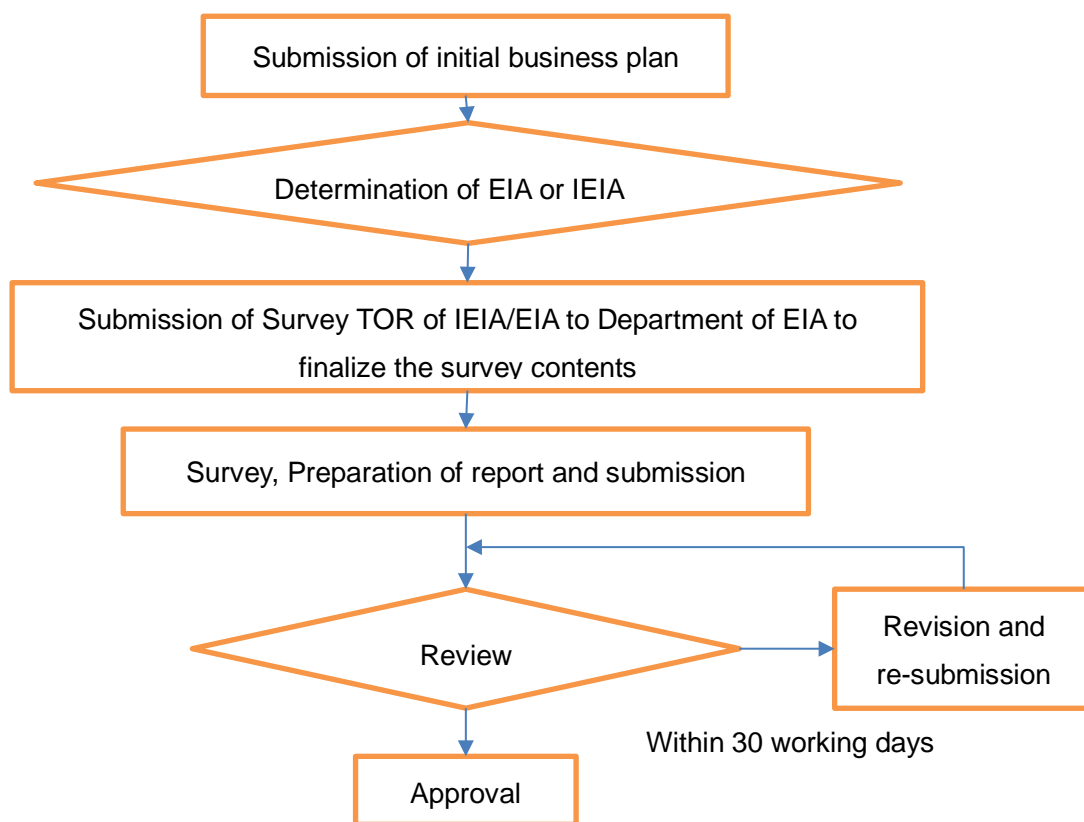 Submission of initial business plan
Determination of EIA or IEIA
Submission of Survey TOR of IEIA/EIA to Department of EIA to
finalize the survey contents
Survey, Preparation of report and submission
Review
Revision and
re-submission
Within 30 working days
Approval